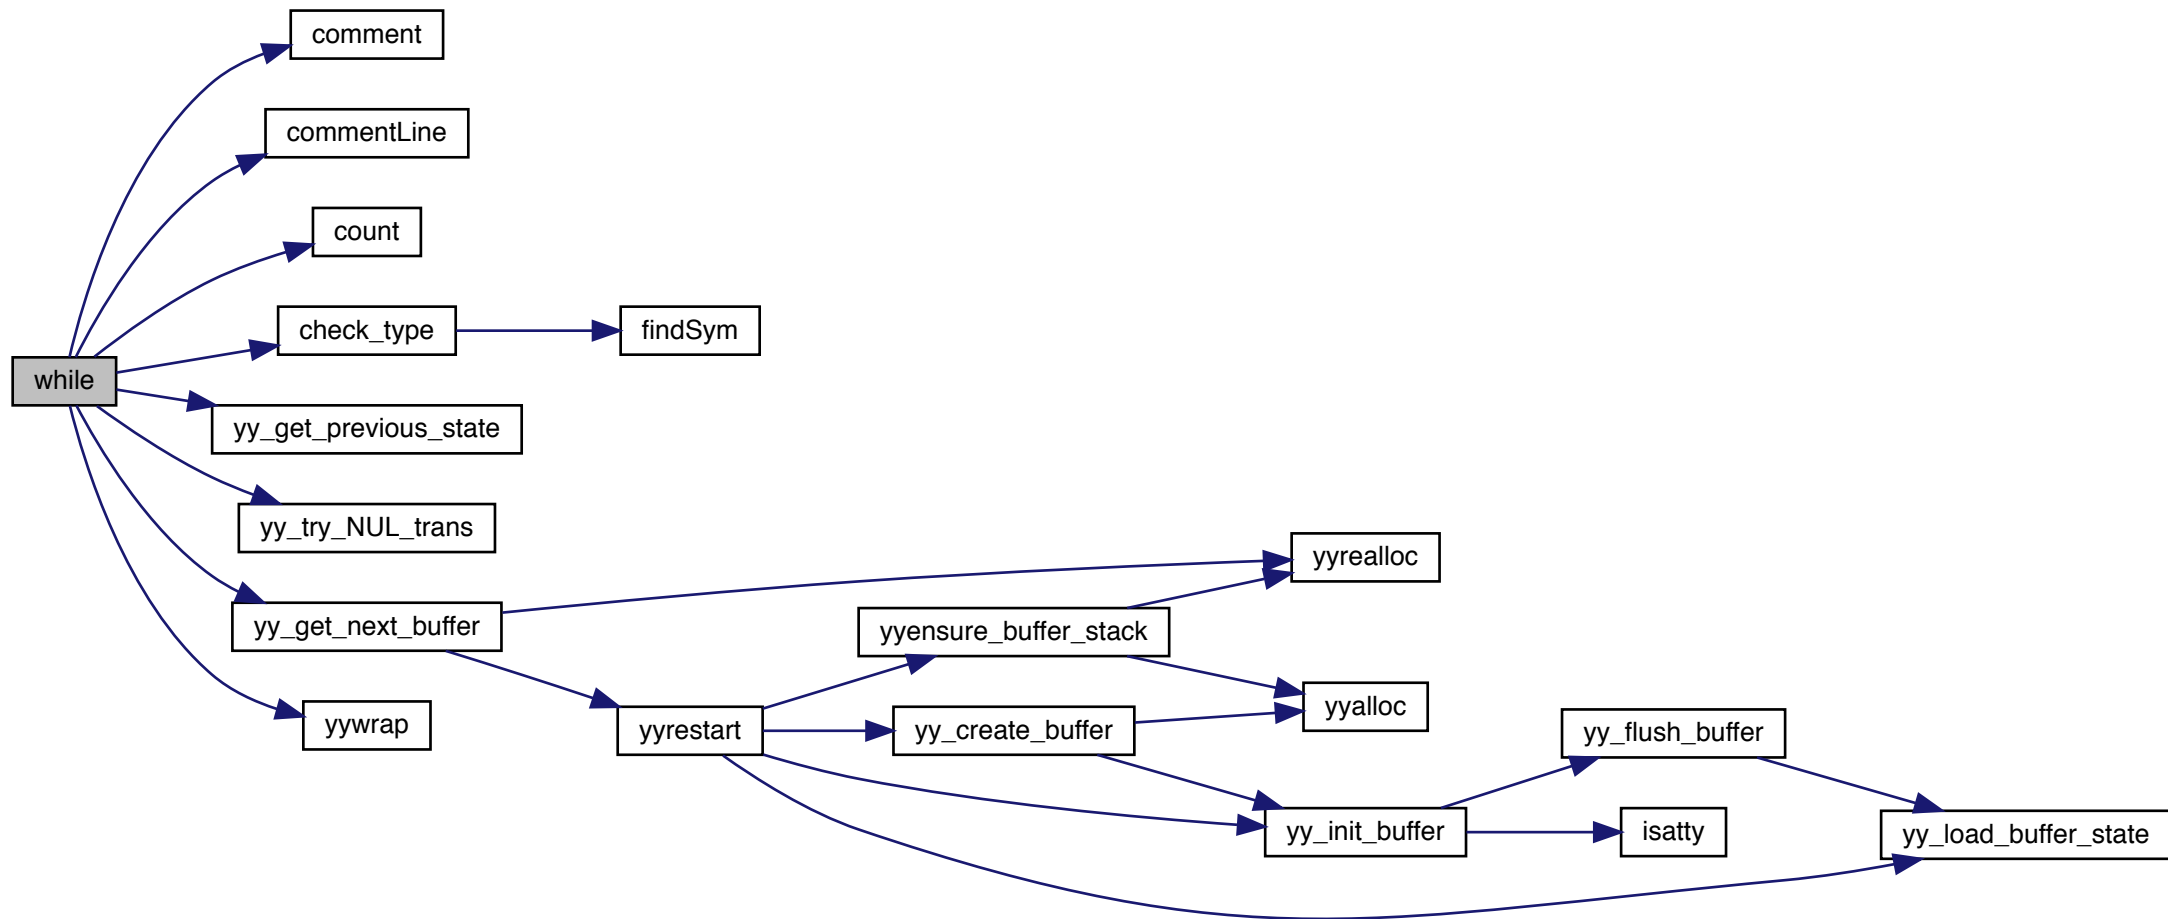 comment
commentLine
count
check_type
findSym
while
yy_get_previous_state
yy_try_NUL_trans
yyrealloc
yy_get_next_buffer
yyensure_buffer_stack
yyalloc
yywrap
yyrestart
yy_create_buffer
yy_flush_buffer
yy_init_buffer
isatty
yy_load_buffer_state